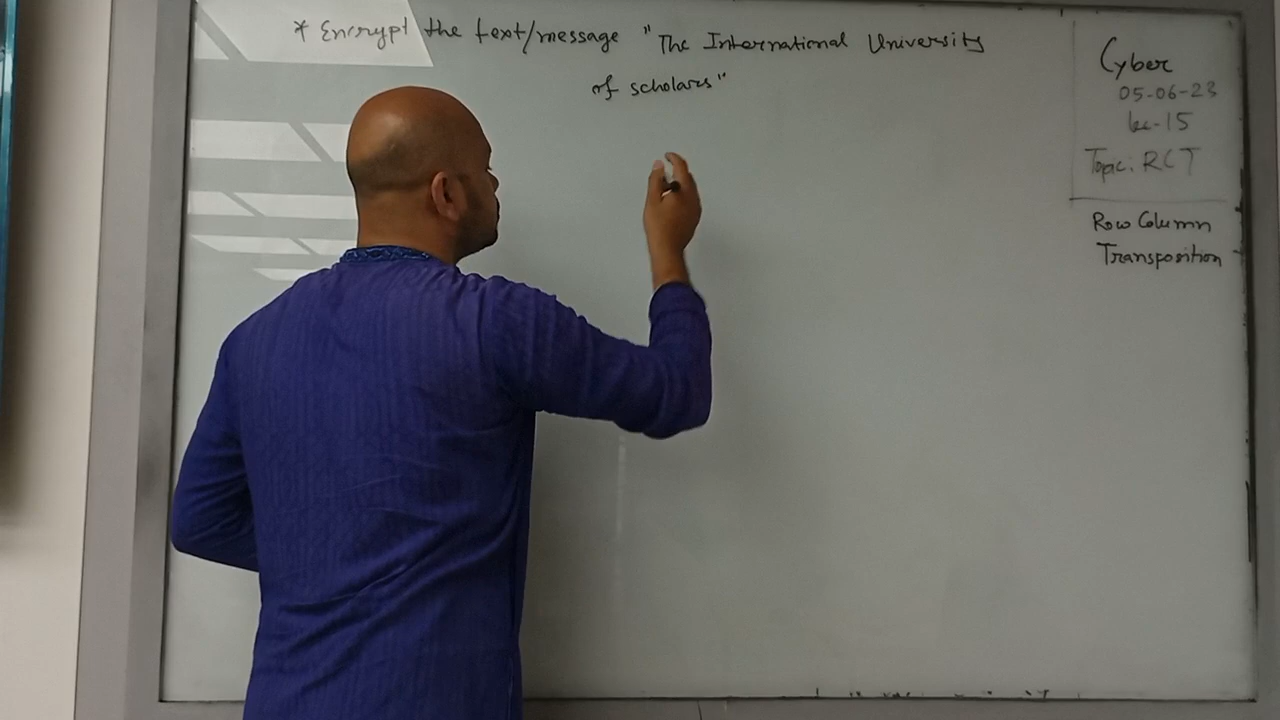 * Encrypt the text/message "The International University
of scholars"
Cyber
05-06-23
Lec-15
Topic: RCT
Row Column
Transposition